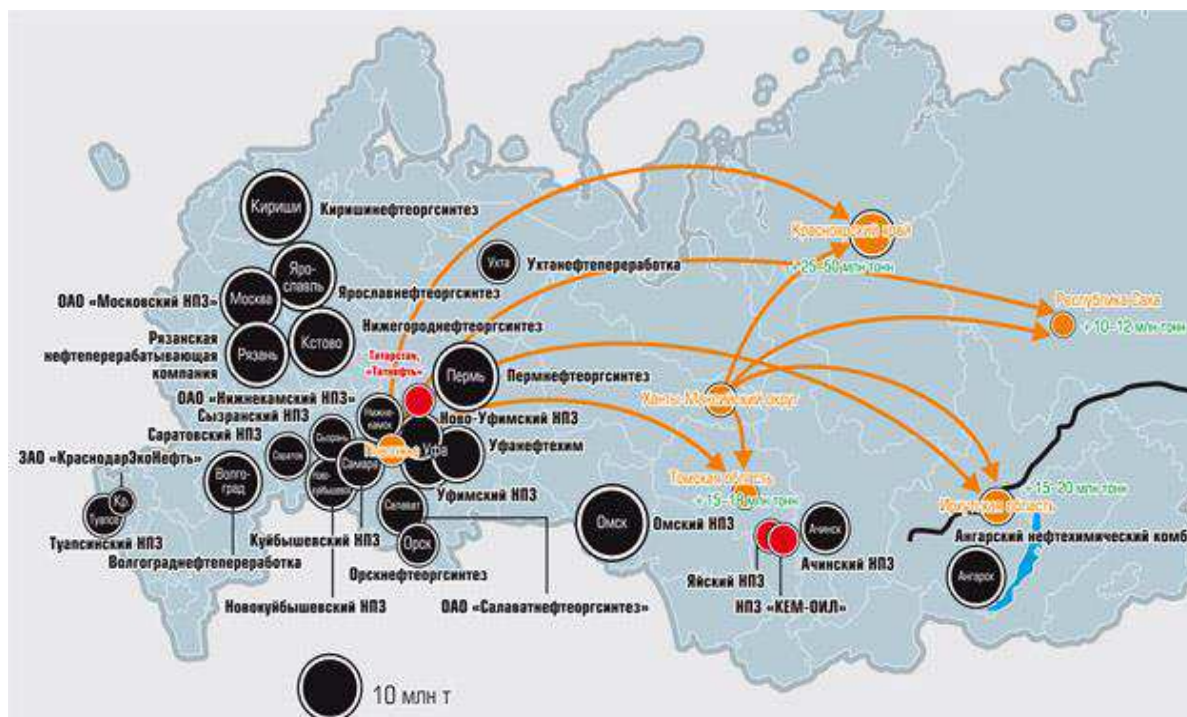 Кириши
Киришинефтеоргсинтез
Ухта
Ухтанефтепереработка
Красноярский край
+25–50 млн тонн
Яро-
славль
Ярославнефтеоргсинтез
Москва
ОАО «Московский НПЗ»
Республика Саха
+10–12 млн тонн
Кстово
Нижегороднефтеоргсинтез
Рязань
Рязанская
нефтеперерабатывающая
компания
Татарстан,
«Татнефть»
Пермь
Пермнефтеоргсинтез
ОАО «Нижнекамский НПЗ»
Нижне-
камск
Ханты-Мансийский округ
Сызранский НПЗ
Сызрань
Ново-Уфимский НПЗ
Саратовский НПЗ
Саратов
Уфа
Уфанефтехим
ЗАО «КраснодарЭкоНефть»
Кр.
Туапсе
Туапсинский НПЗ
Волго-
град
Волгограднефтепереработка
Самара
Куйбышевский НПЗ
Ново-
куйбышевск
Новокуйбышевский НПЗ
Уфимский НПЗ
Салават
ОАО «Салаватнефтеоргсинтез»
Орск
Орскнефтеоргсинтез
Омск
Омский НПЗ
Томская область
+15–18 млн тонн
Яйский НПЗ
НПЗ «КЕМ-ОИЛ»
Ачинск
Ачинский НПЗ
+15–20 млн тонн
Иркутская область
Ангарский нефтехимический комб
Ангарск
10 млн т